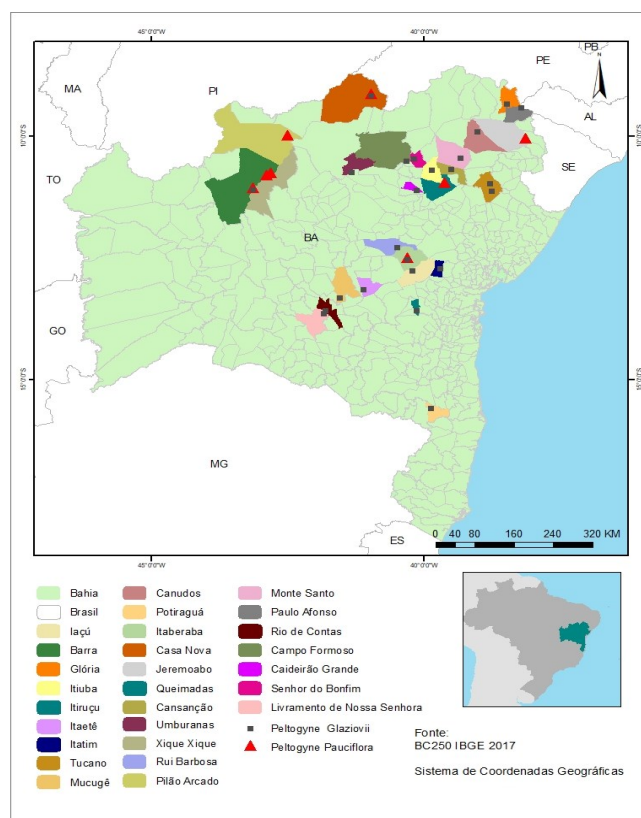 45°0'0"S
40°0'0"S
PB
N
MA
PI
PE
AL
10°0'0"S
10°0'0"S
SE
TO
BA
GO
15°0'0"S
15°0'0"S
MG
ES
0 40 80 160 240 320 KM
45°0'0"S
40°0'0"S
Bahia
Brasil
Iaçú
Barra
Glória
Itiuba
Itiruçu
Itaetê
Itatim
Tucano
Mucugê
Canudos
Potiraguá
Itaberaba
Casa Nova
Jeremoabo
Queimadas
Cansanção
Umburanas
Xique Xique
Rui Barbosa
Pilão Arcado
Monte Santo
Paulo Afonso
Rio de Contas
Campo Formoso
Caideirão Grande
Senhor do Bonfim
Livramento de Nossa Senhora
Peltogyne Glaziovii
Peltogyne Pauciflora
Fonte:
BC250 IBGE 2017
Sistema de Coordenadas Geográficas